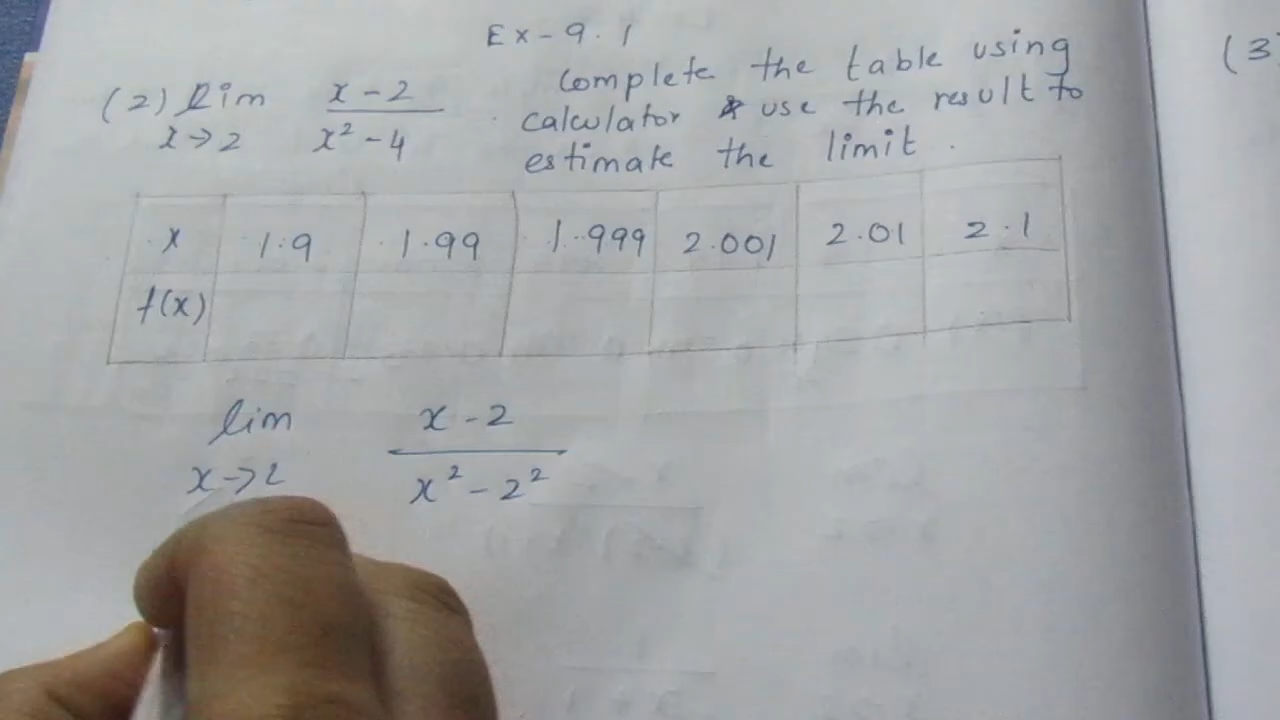 Ex-9.1
(2) lim x-2 Complete the table using
x→2 x²-4 calculator & use the result to
estimate the limit.
x 1.9 1.99 1.999 2.001 2.01 2.1
f(x)
lim x-2
x→2 x²-2²
(3)